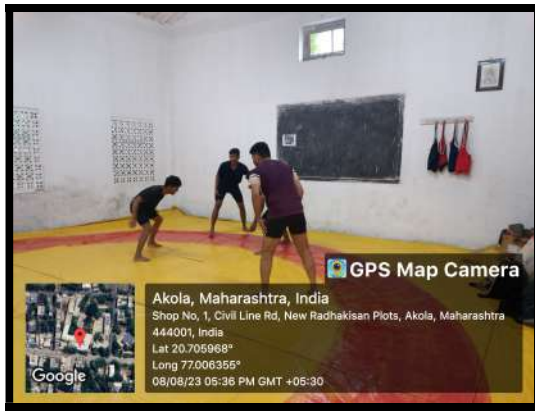 GPS Map Camera
Akola, Maharashtra, India
Shop No, 1, Civil Line Rd, New Radhakisan Plots, Akola, Maharashtra
444001, India
Lat 20.705968°
Long 77.006355°
08/08/23 05:36 PM GMT +05:30
Google